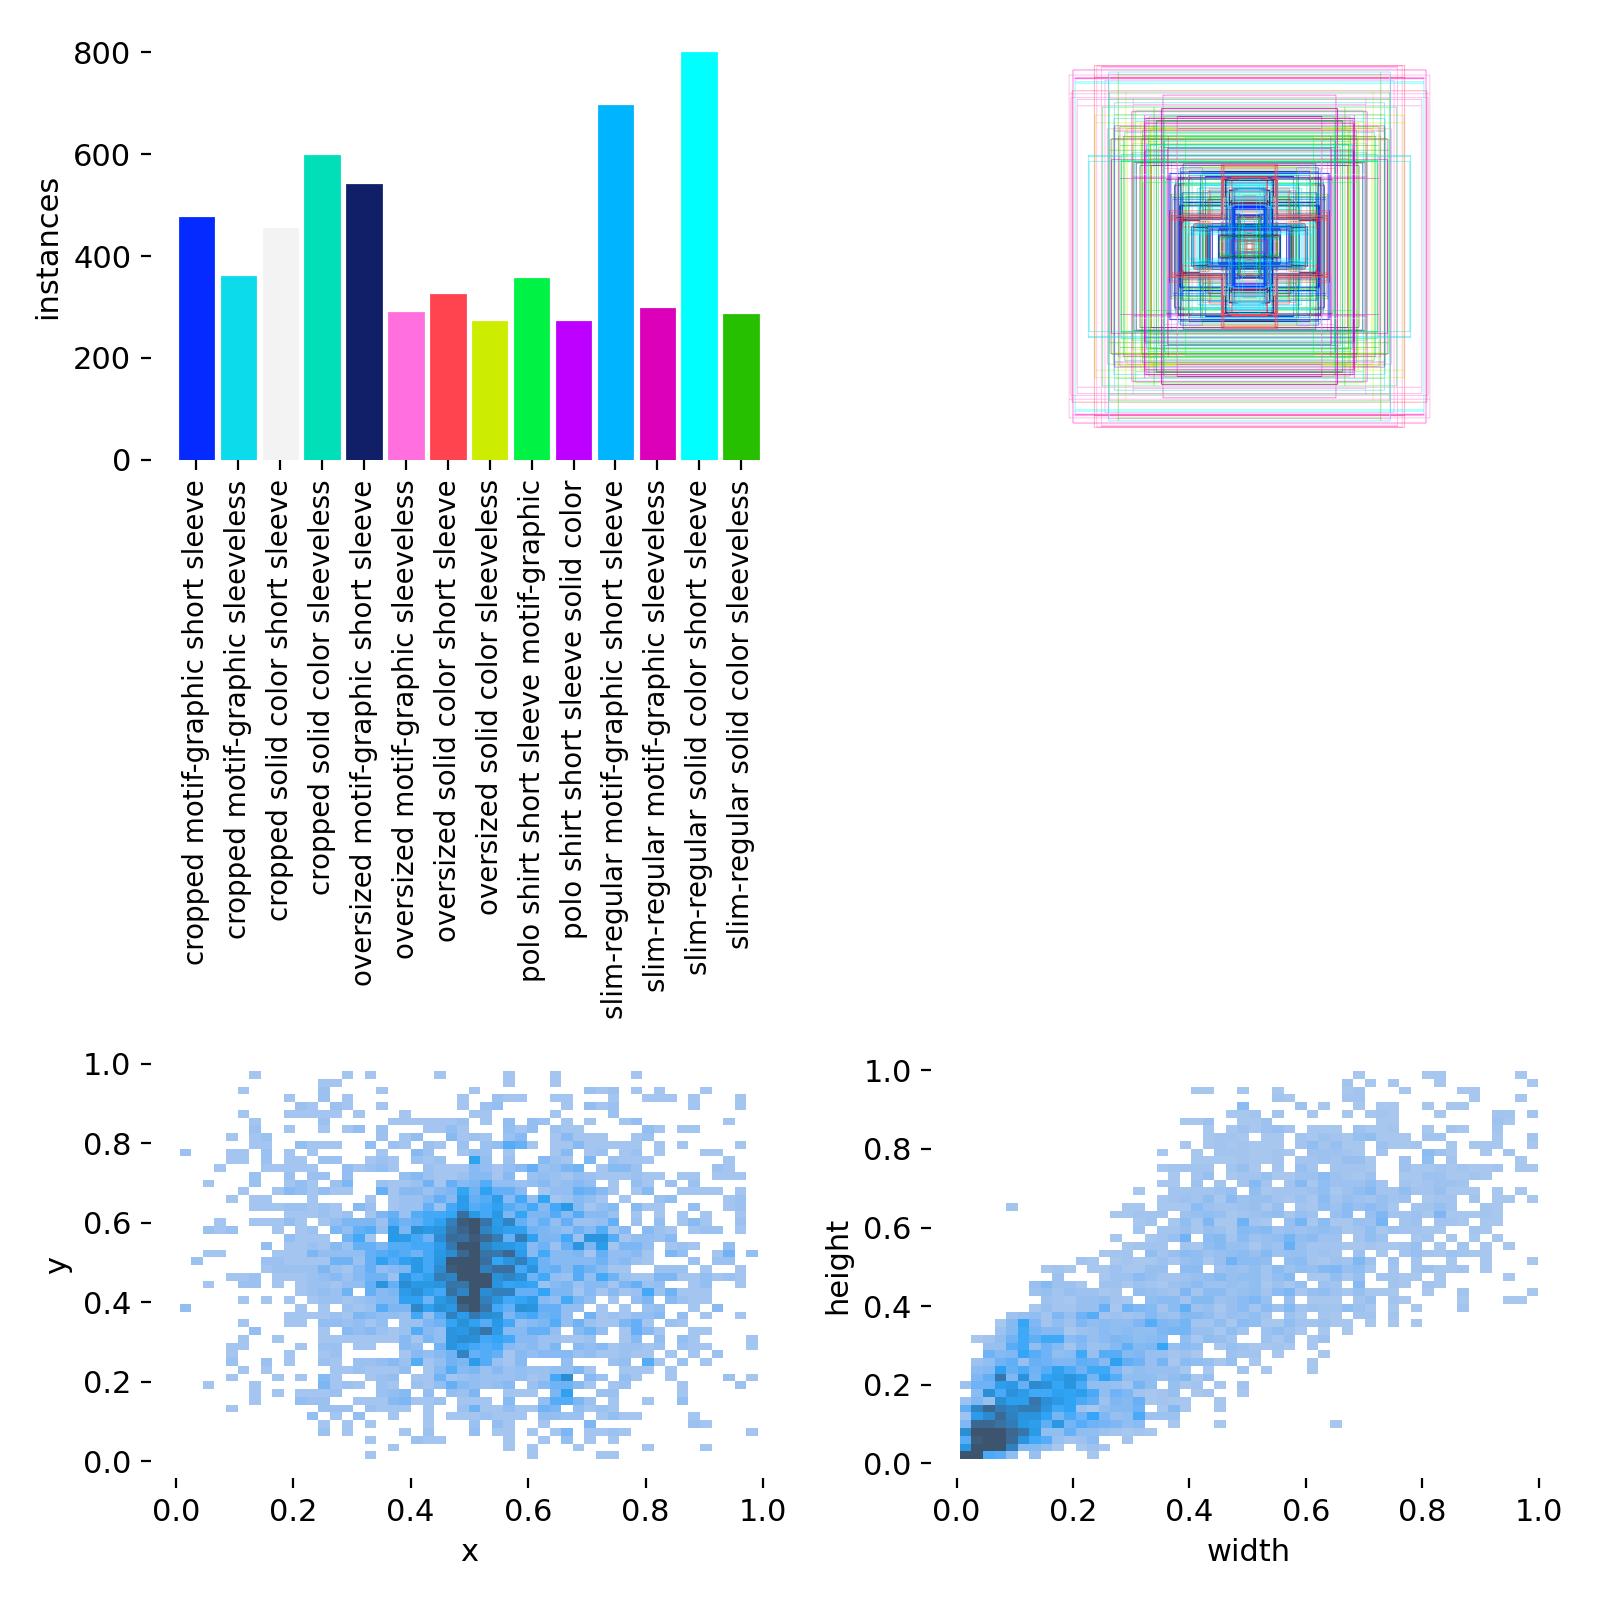 800
600
400
200
0
instances
cropped motif-graphic short sleeve
cropped motif-graphic sleeveless
cropped solid color short sleeve
cropped solid color sleeveless
oversized motif-graphic short sleeve
oversized motif-graphic sleeveless
oversized solid color short sleeve
oversized solid color sleeveless
polo shirt short sleeve motif-graphic
polo shirt short sleeve solid color
slim-regular motif-graphic short sleeve
slim-regular motif-graphic sleeveless
slim-regular solid color short sleeve
slim-regular solid color sleeveless
1.0
0.8
0.6
0.4
0.2
0.0
y
0.0 0.2 0.4 0.6 0.8 1.0
x
1.0
0.8
0.6
0.4
0.2
0.0
height
0.0 0.2 0.4 0.6 0.8 1.0
width